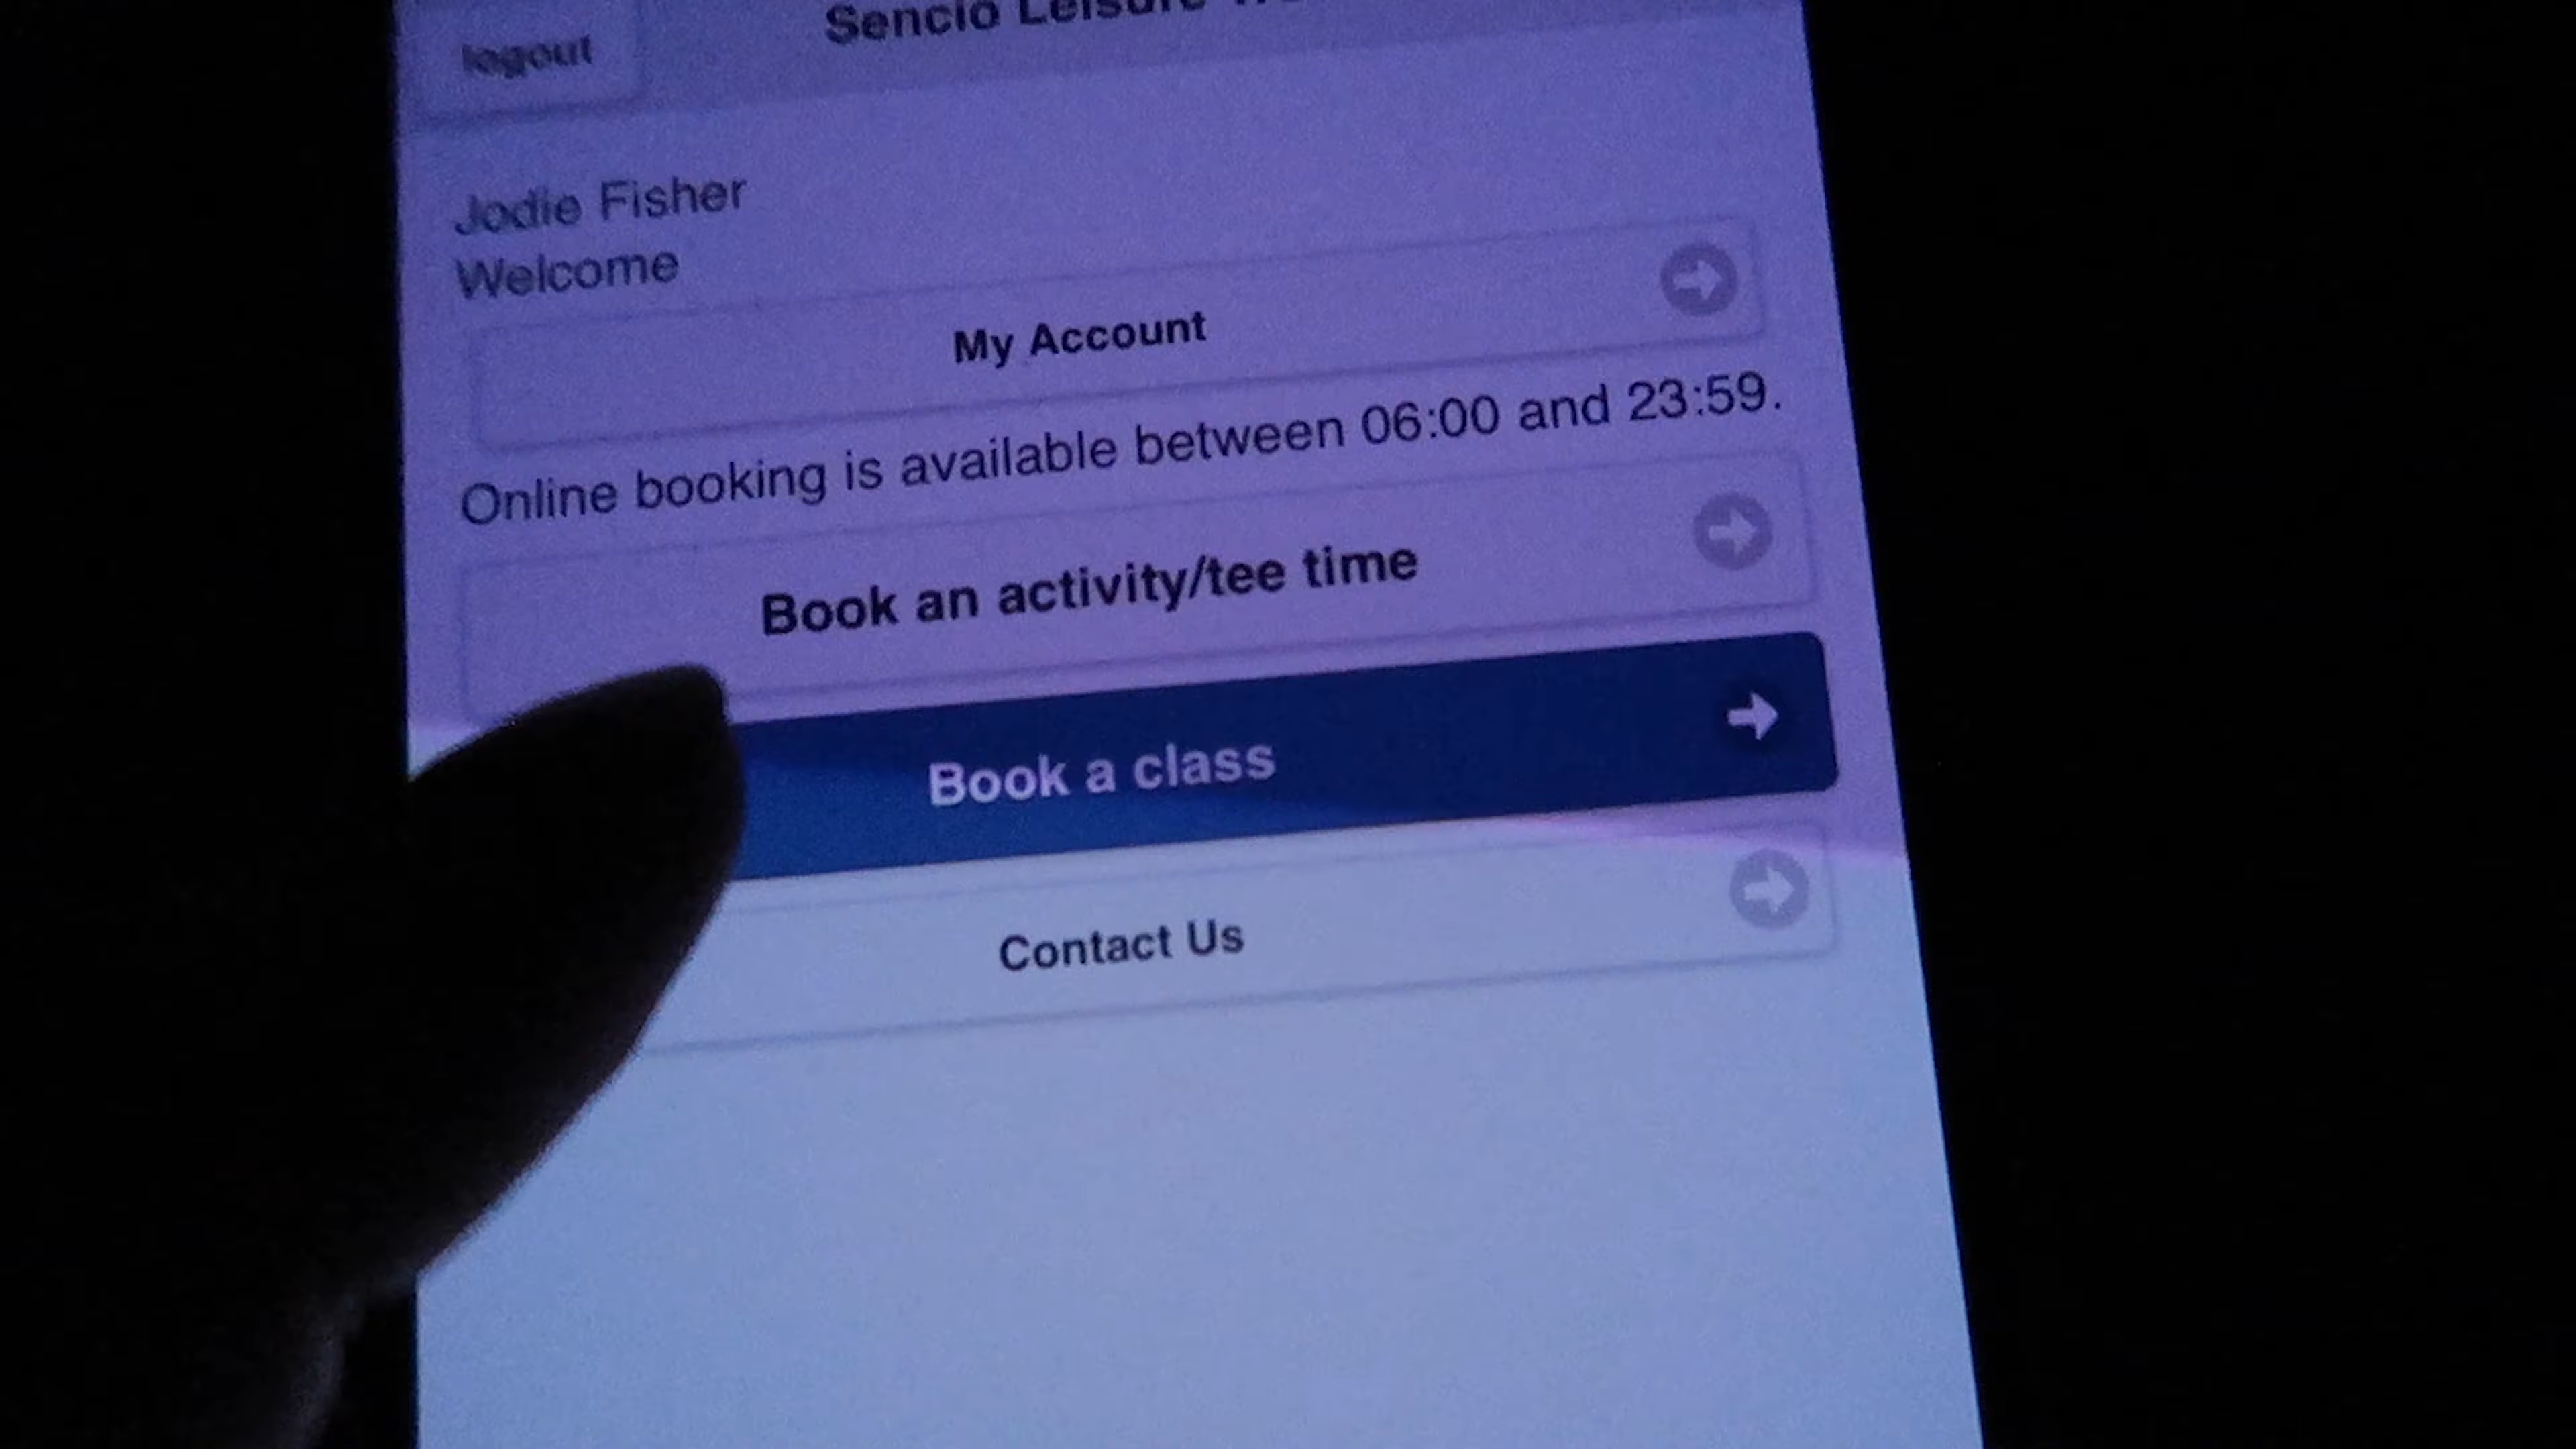 logout
Sencio Leisure
Jodie Fisher
Welcome
My Account
Online booking is available between 06:00 and 23:59.
Book an activity/tee time
Book a class
Contact Us